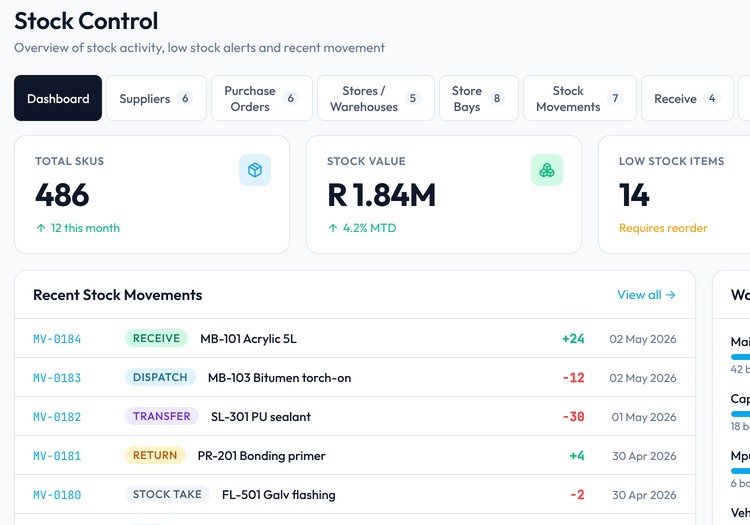 Stock Control
Overview of stock activity, low stock alerts and recent movement
Dashboard
Suppliers 6
Purchase Orders 6
Stores / Warehouses 5
Store Bays 8
Stock Movements 7
Receive 4
TOTAL SKUS
486
↑ 12 this month
STOCK VALUE
R 1.84M
↑ 4.2% MTD
LOW STOCK ITEMS
14
Requires reorder
Recent Stock Movements
View all →
MV-0184 RECEIVE MB-101 Acrylic 5L +24 02 May 2026
MV-0183 DISPATCH MB-103 Bitumen torch-on -12 02 May 2026
MV-0182 TRANSFER SL-301 PU sealant -30 01 May 2026
MV-0181 RETURN PR-201 Bonding primer +4 30 Apr 2026
MV-0180 STOCK TAKE FL-501 Galv flashing -2 30 Apr 2026
42 b
18 b
6 bo